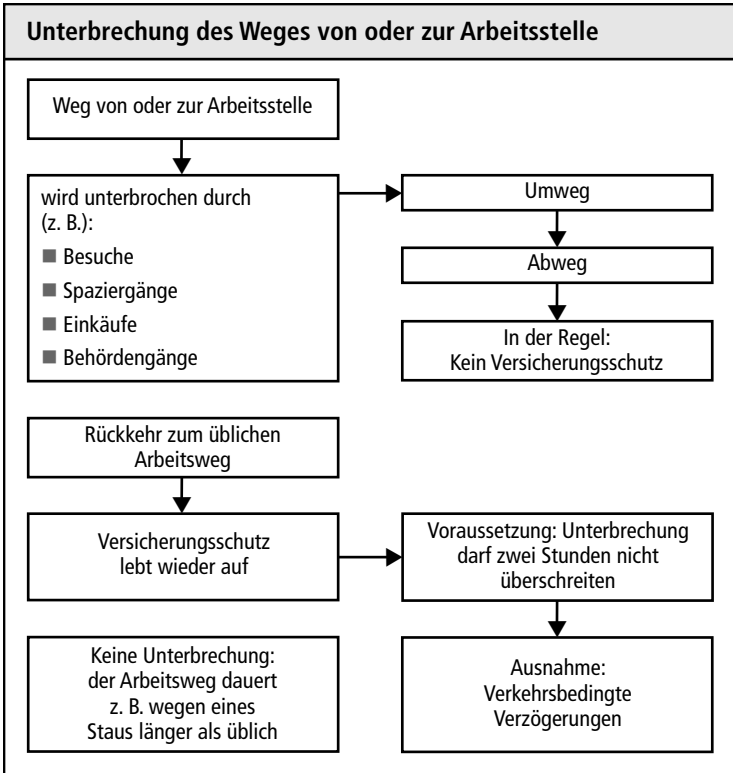 Unterbrechung des Weges von oder zur Arbeitsstelle
Weg von oder zur Arbeitsstelle
wird unterbrochen durch
(z. B.):
■ Besuche
■ Spaziergänge
■ Einkäufe
■ Behördengänge
Umweg
Abweg
In der Regel:
Kein Versicherungsschutz
Rückkehr zum üblichen
Arbeitsweg
Versicherungsschutz
lebt wieder auf
Voraussetzung: Unterbrechung
darf zwei Stunden nicht
überschreiten
Keine Unterbrechung:
der Arbeitsweg dauert
z. B. wegen eines
Staus länger als üblich
Ausnahme:
Verkehrsbedingte
Verzögerungen